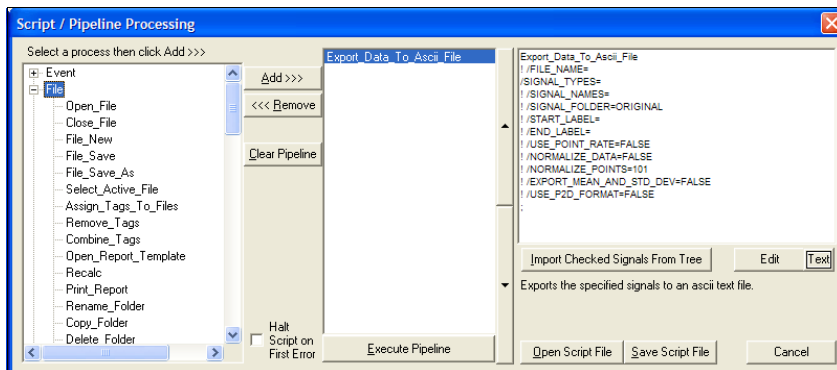 Script / Pipeline Processing
Select a process then click Add >>>
Event
File
Open_File
Close_File
File_New
File_Save
File_Save_As
Select_Active_File
Assign_Tags_To_Files
Remove_Tags
Combine_Tags
Open_Report_Template
Recalc
Print_Report
Rename_Folder
Copy_Folder
Delete_Folder
Add >>>
<<< Remove
Clear Pipeline
Halt
Script on
First Error
Export_Data_To_Ascii_File
Execute Pipeline
Export_Data_To_Ascii_File
! /FILE_NAME=
/SIGNAL_TYPES=
! /SIGNAL_NAMES=
! /SIGNAL_FOLDER=ORIGINAL
! /START_LABEL=
! /END_LABEL=
! /USE_POINT_RATE=FALSE
! /NORMALIZE_DATA=FALSE
! /NORMALIZE_POINTS=101
! /EXPORT_MEAN_AND_STD_DEV=FALSE
! /USE_P2D_FORMAT=FALSE
;
Import Checked Signals From Tree
Edit
Text
Exports the specified signals to an ascii text file.
Open Script File
Save Script File
Cancel